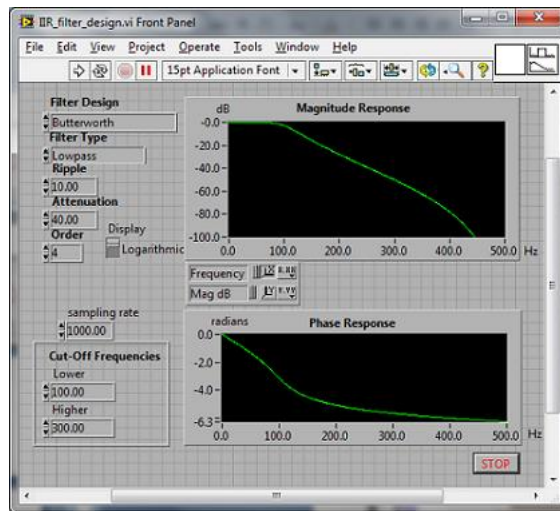 IIR_filter_design.vi Front Panel
File Edit View Project Operate Tools Window Help
15pt Application Font
Filter Design
Butterworth
Filter Type
Lowpass
Ripple
10.00
Attenuation
40.00
Order
4
Display
Logarithmic
dB
Magnitude Response
-0.0
-20.0
-40.0
-60.0
-80.0
-100.0
0.0 100.0 200.0 300.0 400.0 500.0 Hz
Frequency
Mag dB
sampling rate
1000.00
Cut-Off Frequencies
Lower
100.00
Higher
300.00
radians
Phase Response
0.0
-2.0
-4.0
-6.3
0.0 100.0 200.0 300.0 400.0 500.0 Hz
STOP